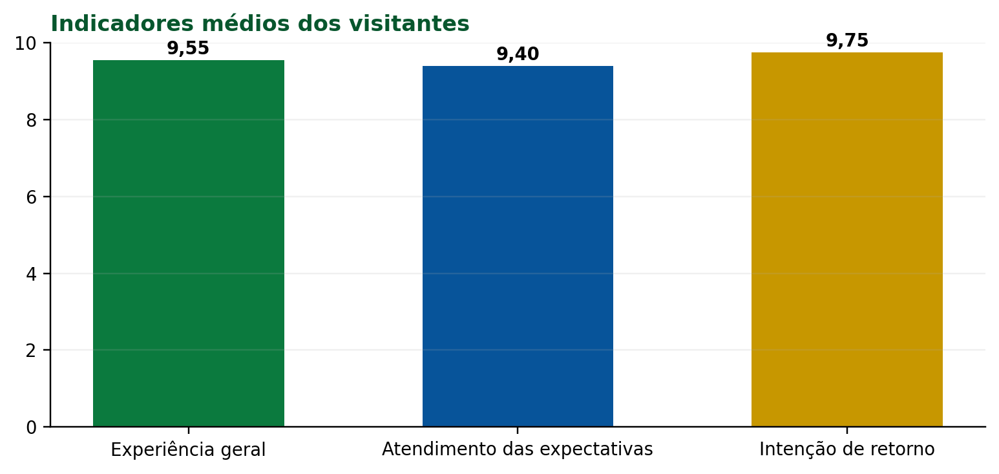 Indicadores médios dos visitantes
10
8
6
4
2
0
9,55
9,40
9,75
Experiência geral
Atendimento das expectativas
Intenção de retorno